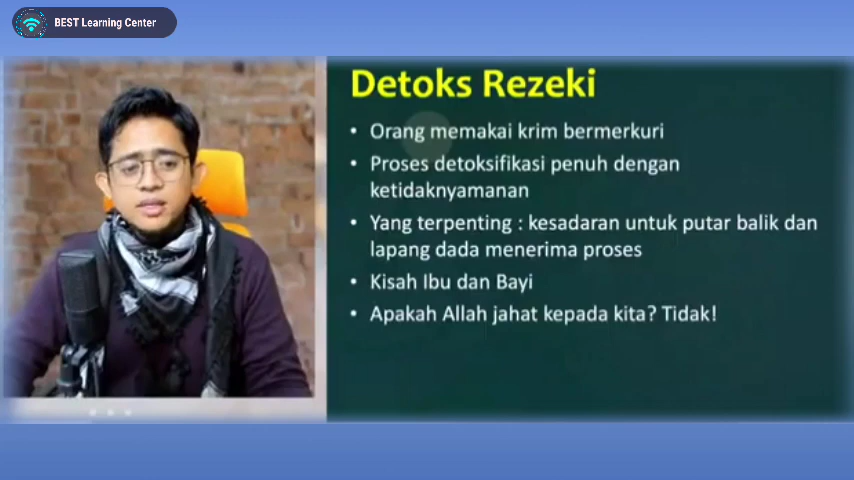 BEST Learning Center
Detoks Rezeki
• Orang memakai krim bermerkuri
• Proses detoksifikasi penuh dengan
ketidaknyamanan
• Yang terpenting : kesadaran untuk putar balik dan
lapang dada menerima proses
• Kisah Ibu dan Bayi
• Apakah Allah jahat kepada kita? Tidak!